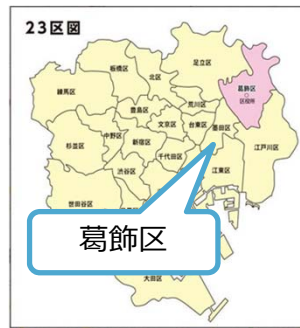 23区図
足立区
板橋区
北区
葛飾区
区役所
練馬区
荒川区
豊島区
文京区
台東区
墨田区
中野区
杉並区
新宿区
江戸川区
千代田区
渋谷区
江東区
世田谷区
葛飾区
大田区